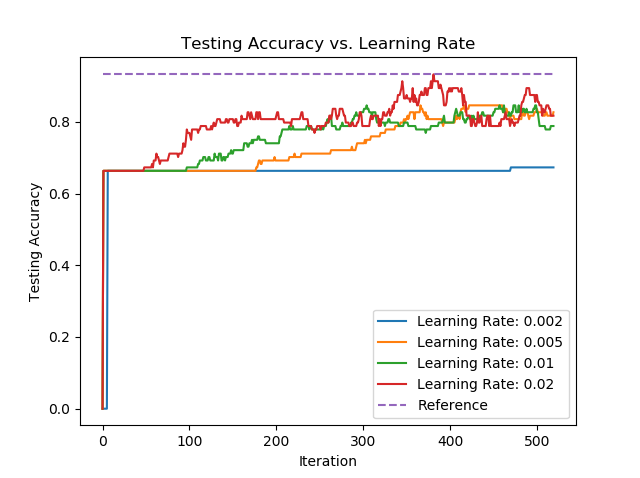 Testing Accuracy vs. Learning Rate
Testing Accuracy
0.8
0.6
0.4
0.2
0.0
Learning Rate: 0.002
Learning Rate: 0.005
Learning Rate: 0.01
Learning Rate: 0.02
Reference
0 100 200 300 400 500
Iteration